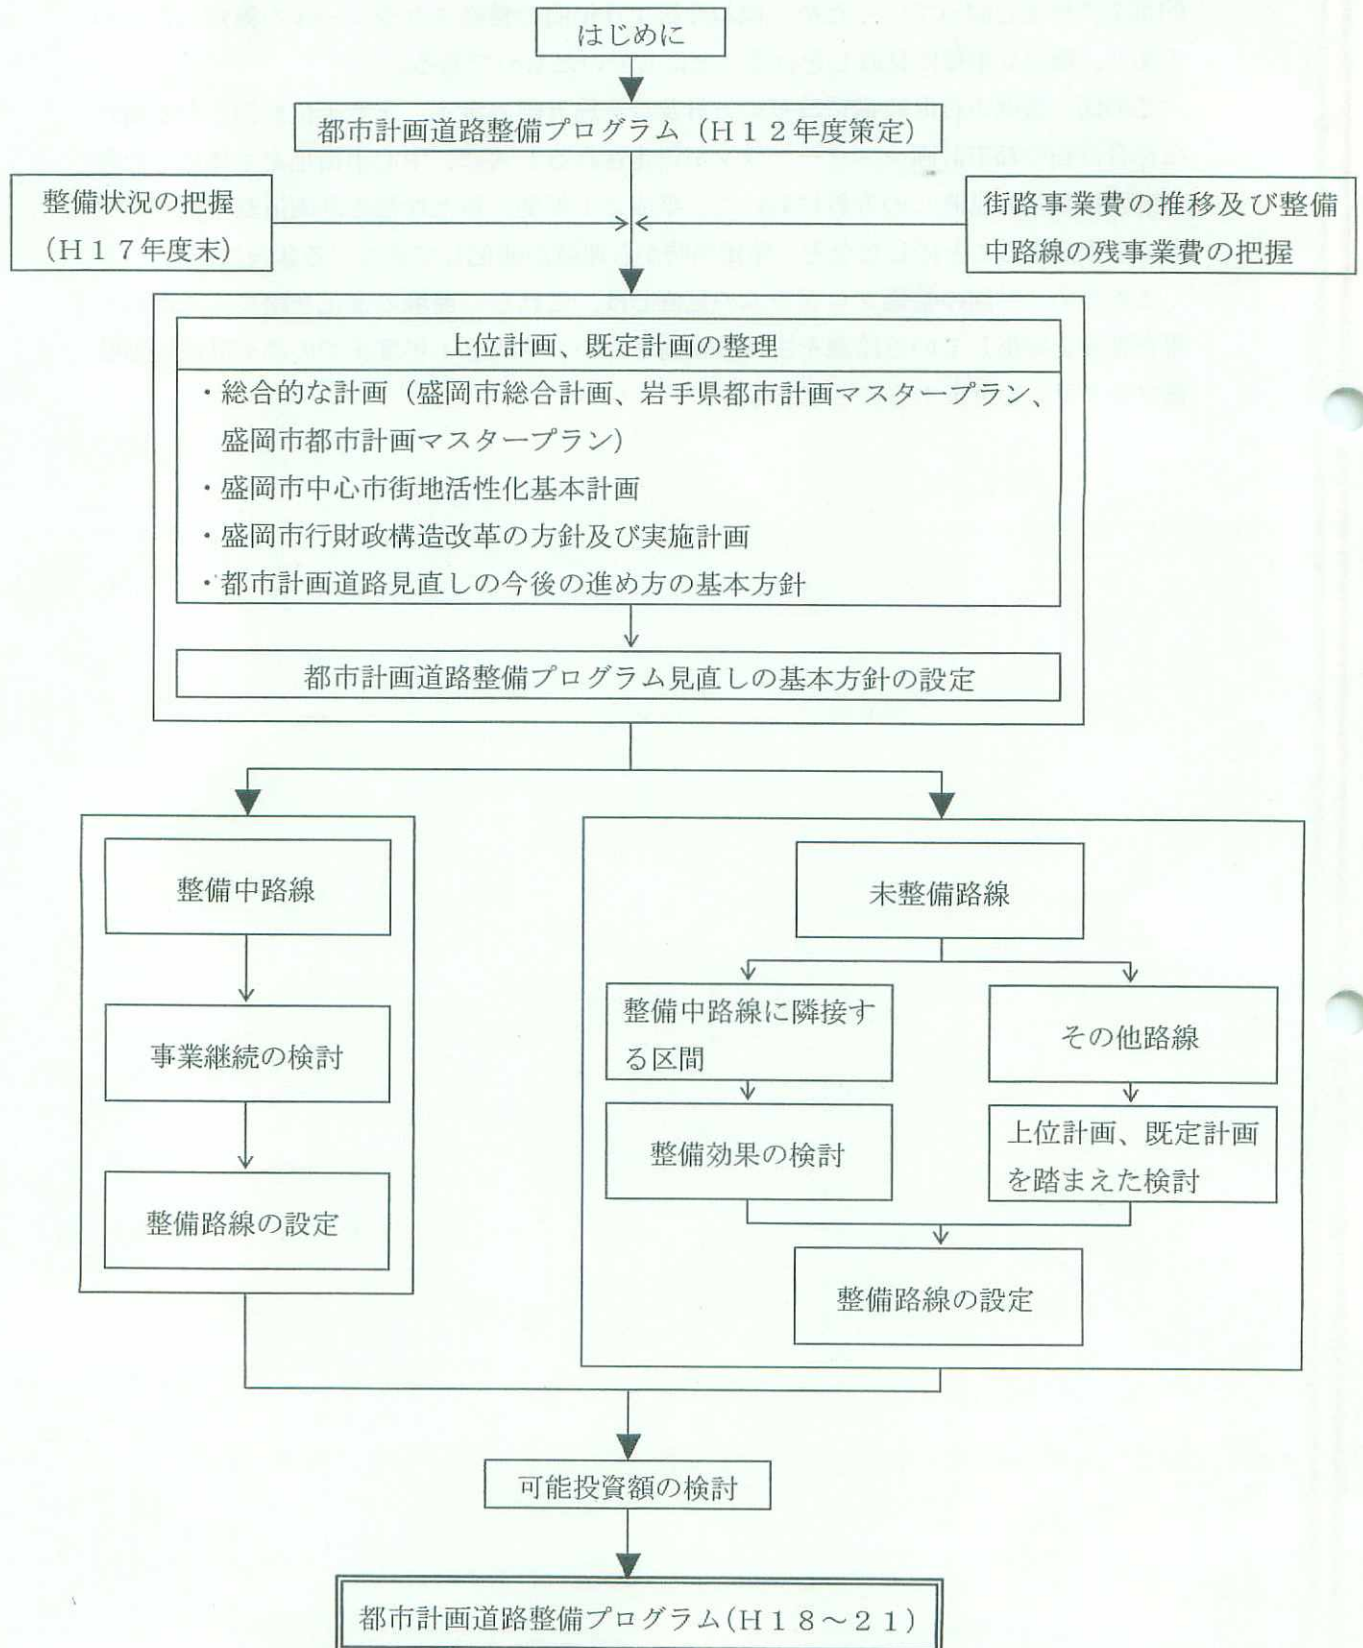 はじめに
都市計画道路整備プログラム（Ｈ１２年度策定）
整備状況の把握
（Ｈ１７年度末）
街路事業費の推移及び整備
中路線の残事業費の把握
上位計画、既定計画の整理
・総合的な計画（盛岡市総合計画、岩手県都市計画マスタープラン、
盛岡市都市計画マスタープラン）
・盛岡市中心市街地活性化基本計画
・盛岡市行財政構造改革の方針及び実施計画
・都市計画道路見直しの今後の進め方の基本方針
都市計画道路整備プログラム見直しの基本方針の設定
整備中路線
事業継続の検討
整備路線の設定
未整備路線
整備中路線に隣接す
る区間
整備効果の検討
その他路線
上位計画、既定計画
を踏まえた検討
整備路線の設定
可能投資額の検討
都市計画道路整備プログラム(Ｈ１８～２１)